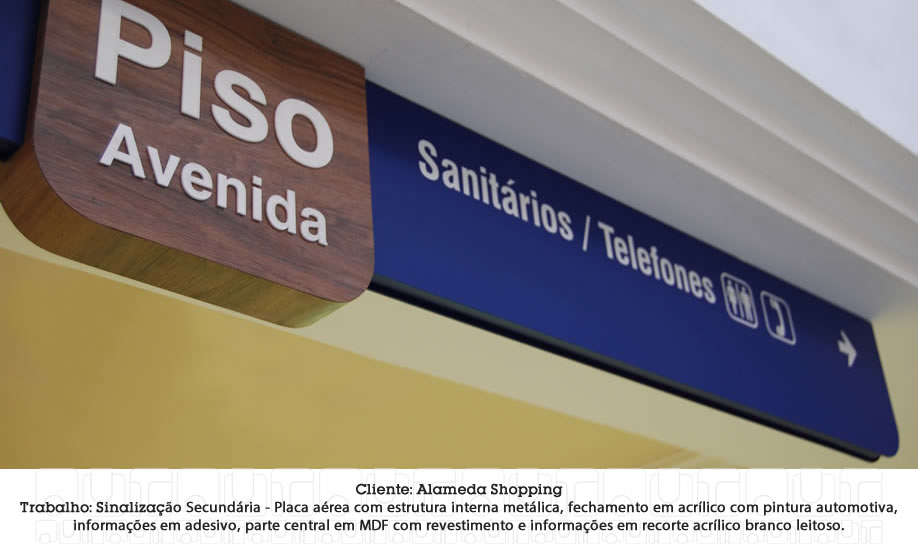 Piso
Avenida
Sanitários / Telefones
Cliente: Alameda Shopping
Trabalho: Sinalização Secundária - Placa aérea com estrutura interna metálica, fechamento em acrílico com pintura automotiva,
informações em adesivo, parte central em MDF com revestimento e informações em recorte acrílico branco leitoso.